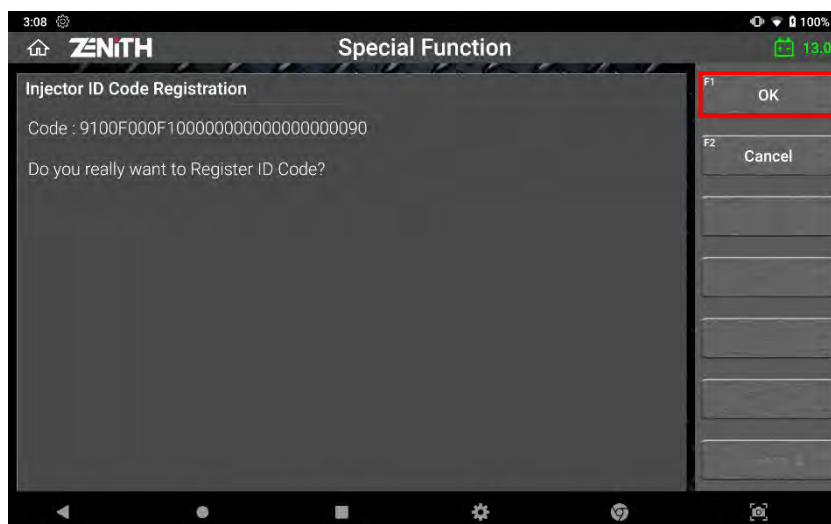 3:08
100%
ZENITH
Special Function
13.0
Injector ID Code Registration
Code : 9100F000F100000000000000000090
Do you really want to Register ID Code?
F1
OK
F2
Cancel